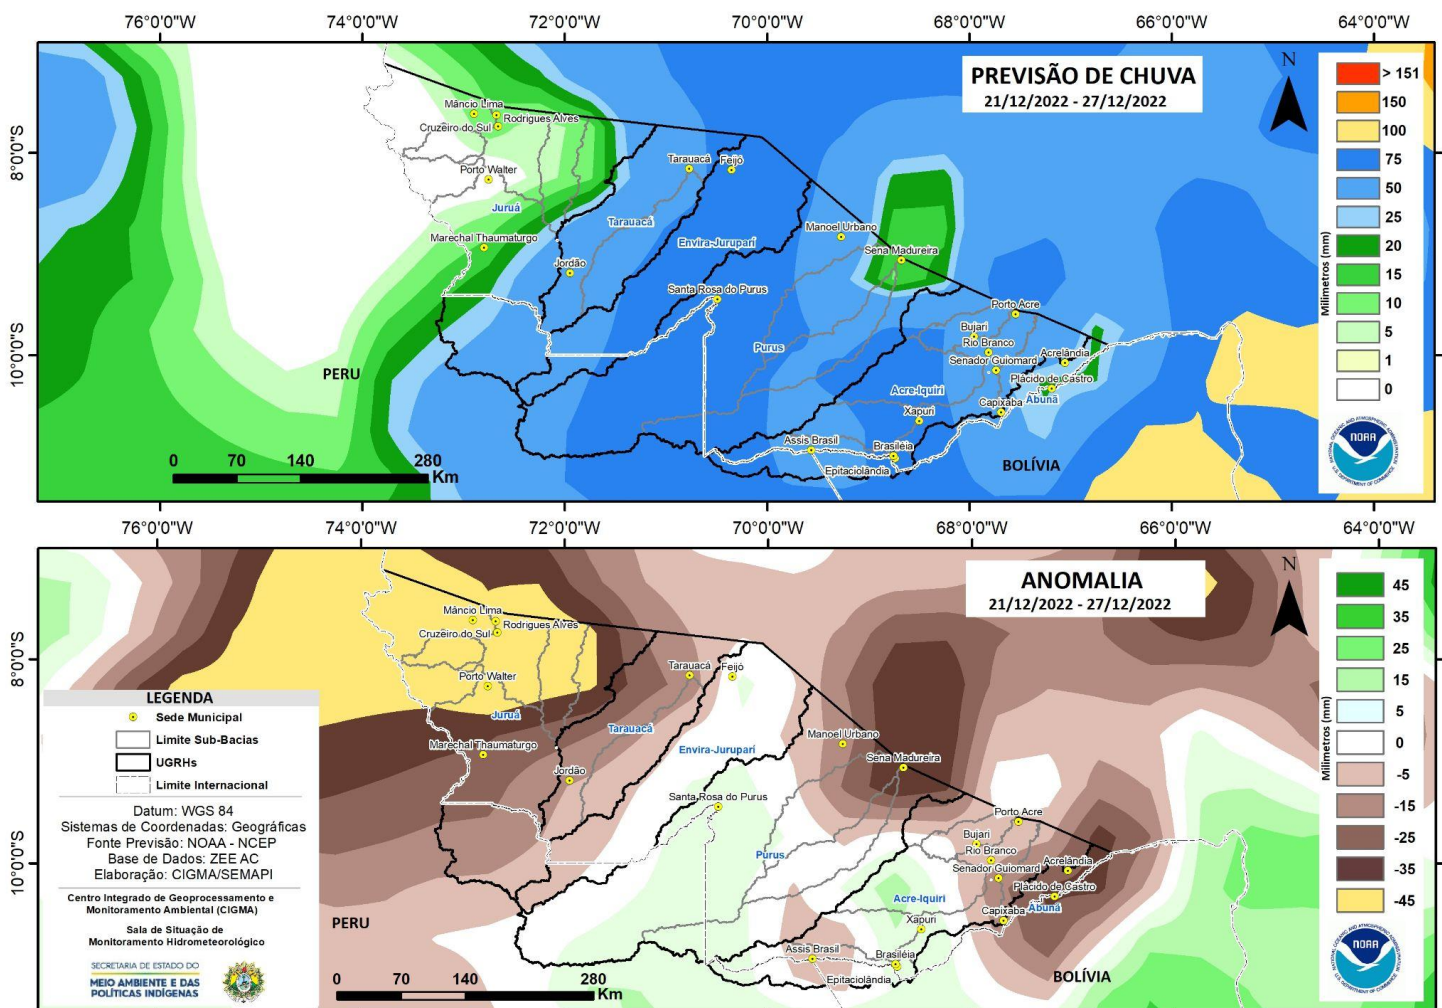 76°0'0"W 74°0'0"W 72°0'0"W 70°0'0"W 68°0'0"W 66°0'0"W 64°0'0"W
PREVISÃO DE CHUVA
21/12/2022 - 27/12/2022
N
8°0'0"S
10°0'0"S
Mâncio Lima
Rodrigues Alves
Cruzeiro do Sul
Porto Walter
Juruá
Marechal Thaumaturgo
Tarauacá
Feijó
Tarauacá
Jordão
Envira-Jurupari
Manoel Urbano
Sena Madureira
Santa Rosa do Purus
Purus
Porto Acre
Bujari
Rio Branco
Senador Guiomard
Acrelândia
Plácido de Castro
Abunã
Acre-Iquiri
Capixaba
Xapuri
Assis Brasil
Brasiléia
Epitaciolândia
PERU
BOLÍVIA
0 70 140 280
Km
Milimetros (mm)
> 151
150
100
75
50
25
20
15
10
5
1
0
NOAA
76°0'0"W 74°0'0"W 72°0'0"W 70°0'0"W 68°0'0"W 66°0'0"W 64°0'0"W
ANOMALIA
21/12/2022 - 27/12/2022
N
8°0'0"S
10°0'0"S
Mâncio Lima
Rodrigues Alves
Cruzeiro do Sul
Porto Walter
Juruá
Marechal Thaumaturgo
Tarauacá
Feijó
Tarauacá
Jordão
Envira-Jurupari
Manoel Urbano
Sena Madureira
Santa Rosa do Purus
Purus
Porto Acre
Bujari
Rio Branco
Senador Guiomard
Acrelândia
Plácido de Castro
Abunã
Acre-Iquiri
Capixaba
Xapuri
Assis Brasil
Brasiléia
Epitaciolândia
PERU
BOLÍVIA
0 70 140 280
Km
Milimetros (mm)
45
35
25
15
5
0
-5
-15
-25
-35
-45
NOAA
LEGENDA
Sede Municipal
Limite Sub-Bacias
UGRHs
Limite Internacional
Datum: WGS 84
Sistemas de Coordenadas: Geográficas
Fonte Previsão: NOAA - NCEP
Base de Dados: ZEE AC
Elaboração: CIGMA/SEMAPI
Centro Integrado de Geoprocessamento e
Monitoramento Ambiental (CIGMA)
Sala de Situação de
Monitoramento Hidrometeorológico
SECRETARIA DE ESTADO DO
MEIO AMBIENTE E DAS
POLÍTICAS INDÍGENAS